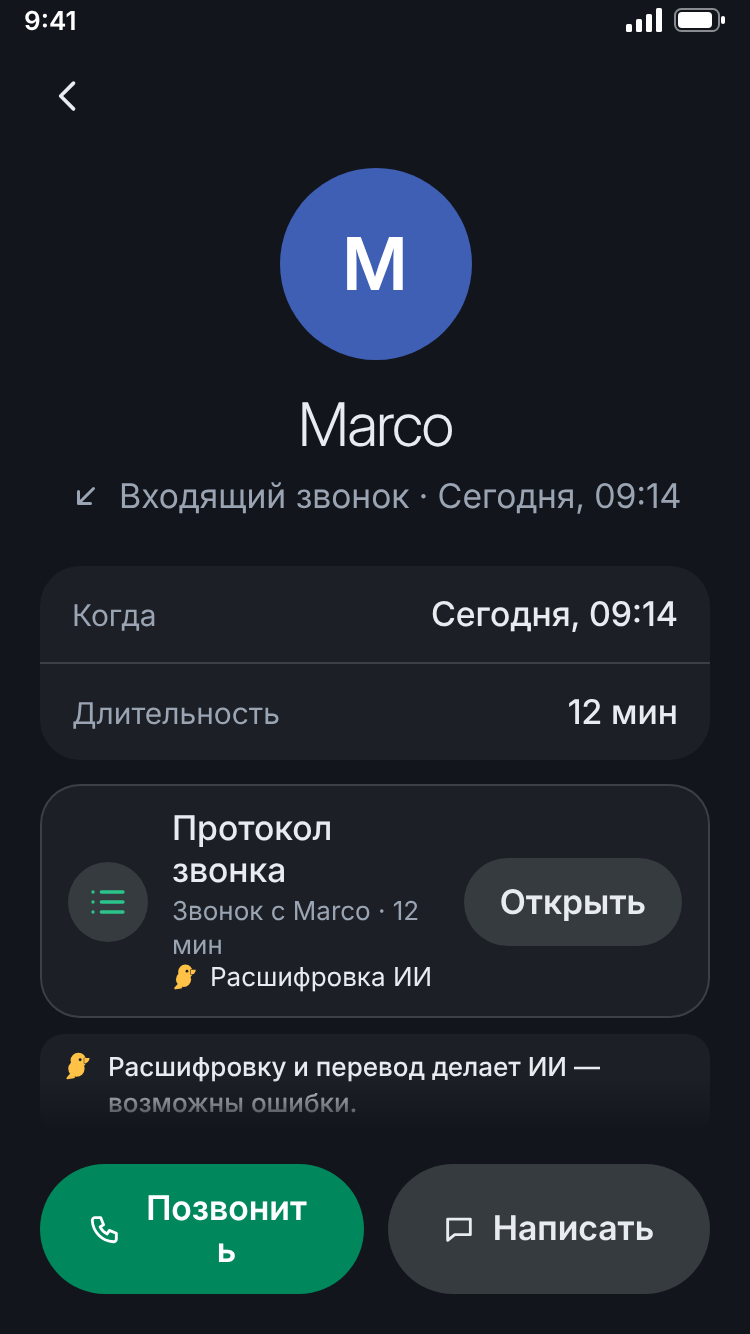 9:41
M
Marco
Входящий звонок · Сегодня, 09:14
Когда
Сегодня, 09:14
Длительность
12 мин
Протокол
звонка
Звонок с Marco · 12
мин
Расшифровка ИИ
Открыть
Расшифровку и перевод делает ИИ —
возможны ошибки.
Позвонит
ь
Написать